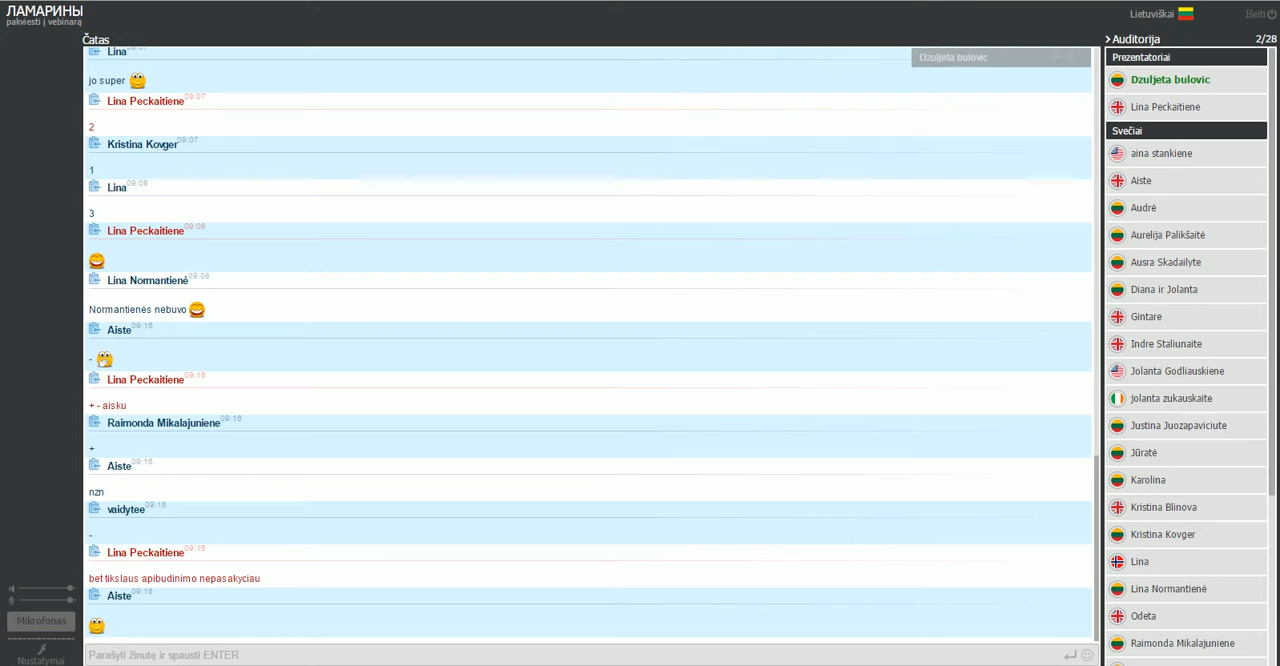 ЛАМАРИНЫ
pakviesti į vebinarą
Lietuviškai
Išeiti
Čatas
Auditorija 2/28
Lina 09:07
Dzuljeta bulovic
jo super
Lina Peckaitiene 09:07
2
Kristina Kovger 09:07
1
Lina 09:08
3
Lina Peckaitiene 09:08
Lina Normantienė 09:08
Normantienės nebuvo
Aiste 09:16
-
Lina Peckaitiene 09:16
+ - aisku
Raimonda Mikalajuniene 09:16
+
Aiste 09:16
nzn
vaidytee 09:16
-
Lina Peckaitiene 09:16
bet tikslaus apibudinimo nepasakyciau
Aiste 09:16
Parašyti žinutę ir spausti ENTER
Mikrofonas
Nustatymai
Prezentatoriai
Dzuljeta bulovic
Lina Peckaitiene
Svečiai
aina stankiene
Aiste
Audrė
Aurelija Palikšaitė
Ausra Skadailyte
Diana ir Jolanta
Gintare
Indre Staliunaite
Jolanta Godliauskiene
jolanta zukauskaite
Justina Juozapaviciute
Jūratė
Karolina
Kristina Blinova
Kristina Kovger
Lina
Lina Normantienė
Odeta
Raimonda Mikalajuniene